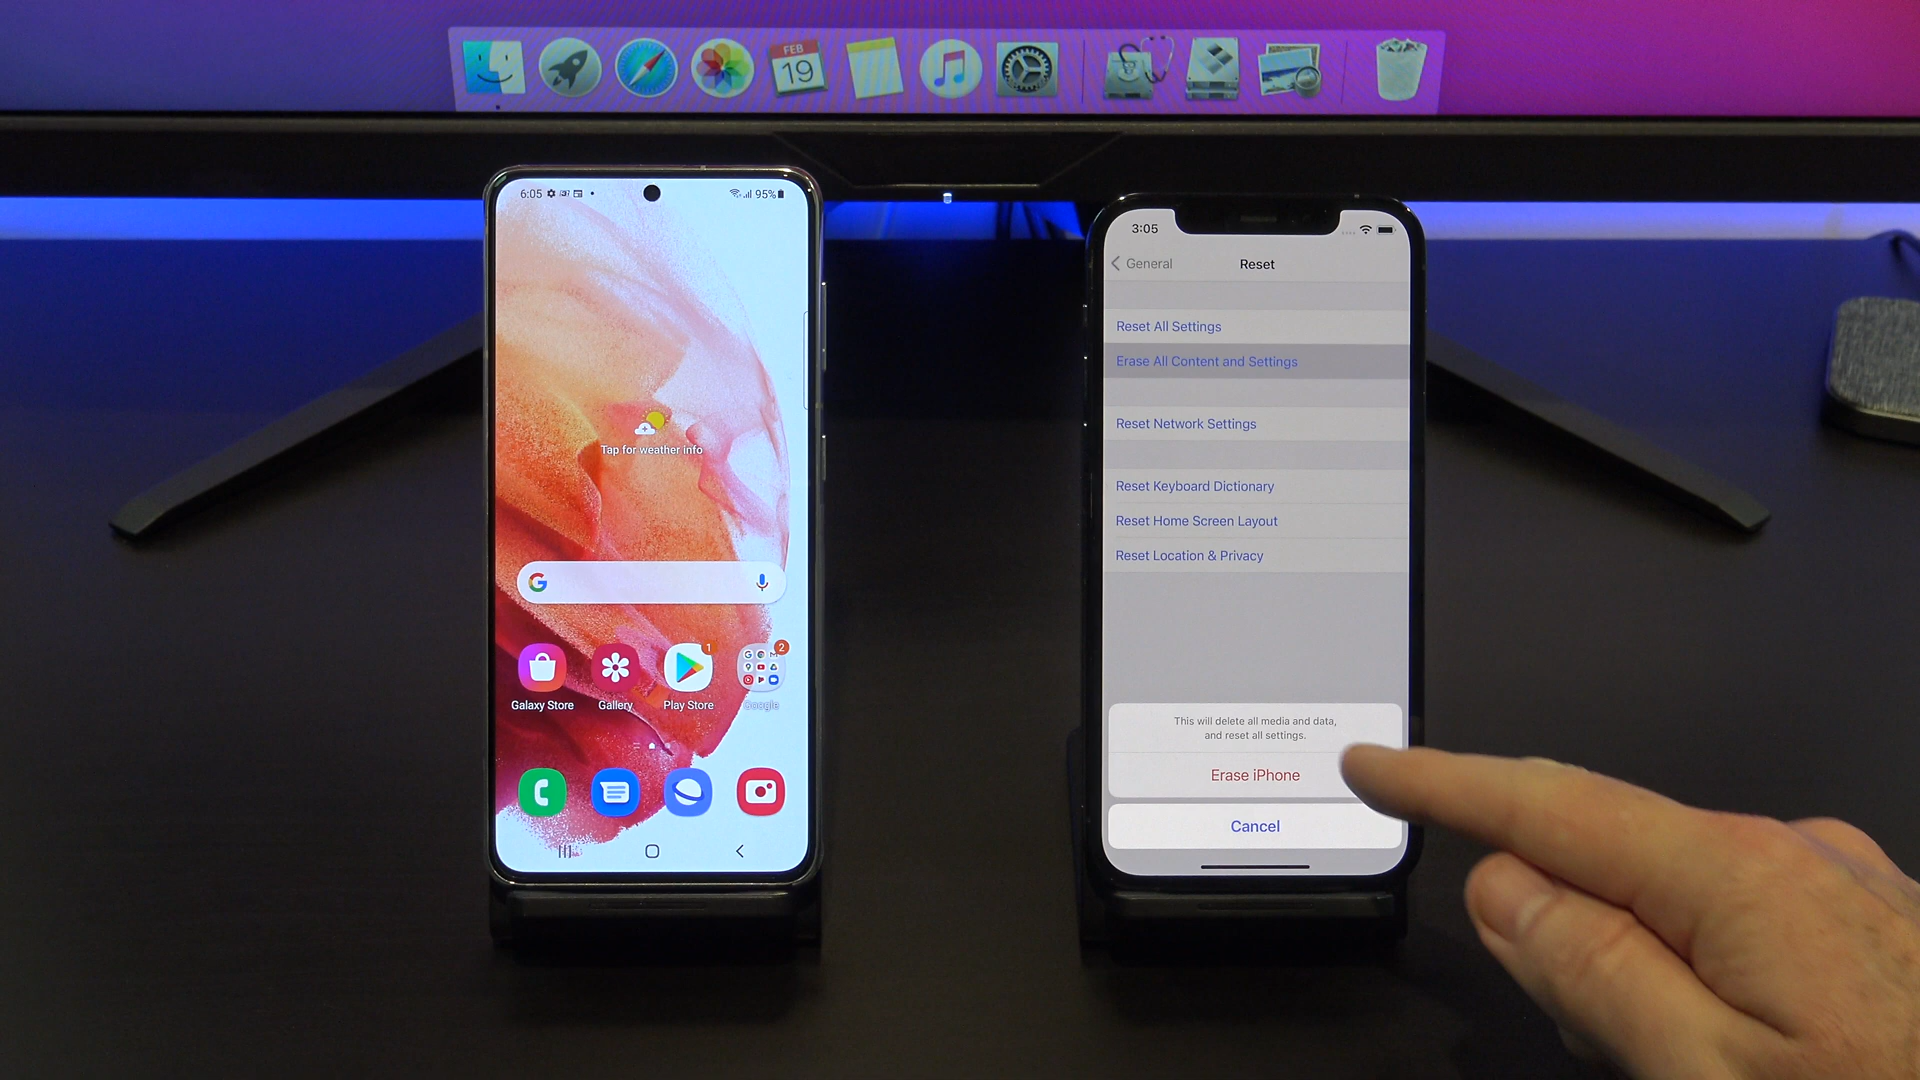 FEB
19
6:05
95%
Tap for weather info
G
1
2
Galaxy Store
Gallery
Play Store
Google
3:05
General
Reset
Reset All Settings
Erase All Content and Settings
Reset Network Settings
Reset Keyboard Dictionary
Reset Home Screen Layout
Reset Location & Privacy
This will delete all media and data,
and reset all settings.
Erase iPhone
Cancel